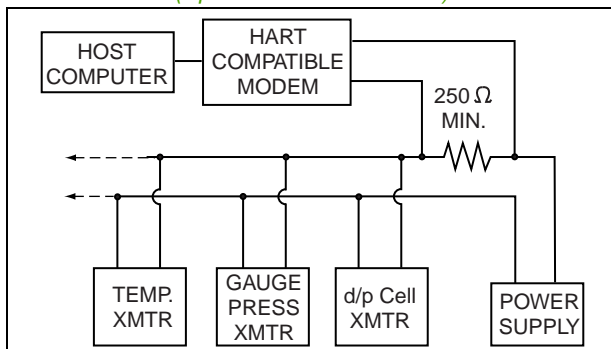 HOST
COMPUTER
HART
COMPATIBLE
MODEM
250 Ω
MIN.
TEMP.
XMTR
GAUGE
PRESS
XMTR
d/p Cell
XMTR
POWER
SUPPLY